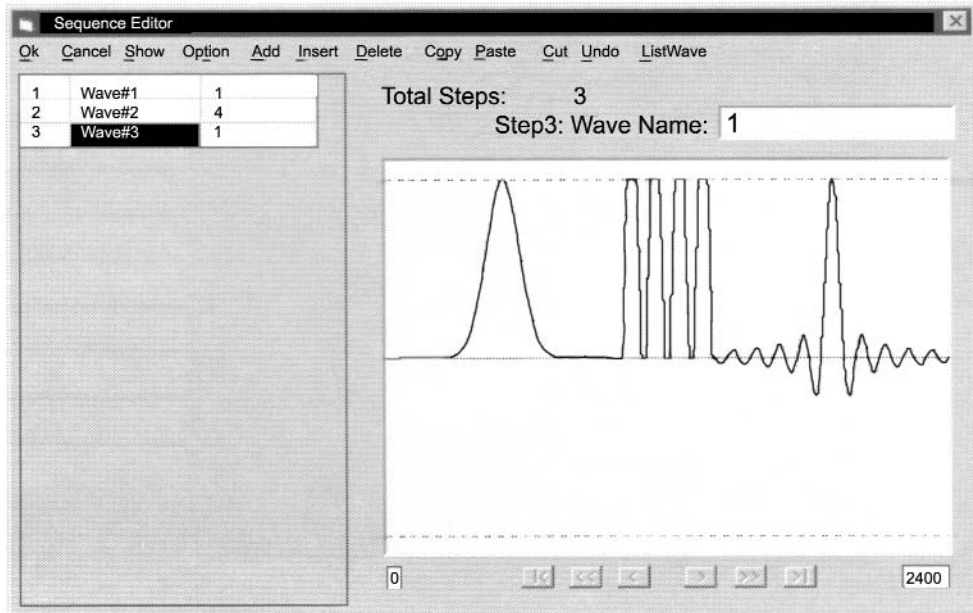 Sequence Editor
Ok Cancel Show Option Add Insert Delete Copy Paste Cut Undo ListWave
1 Wave#1 1
2 Wave#2 4
3 Wave#3 1
Total Steps: 3
Step3: Wave Name: 1
0 |< << < > >> >| 2400